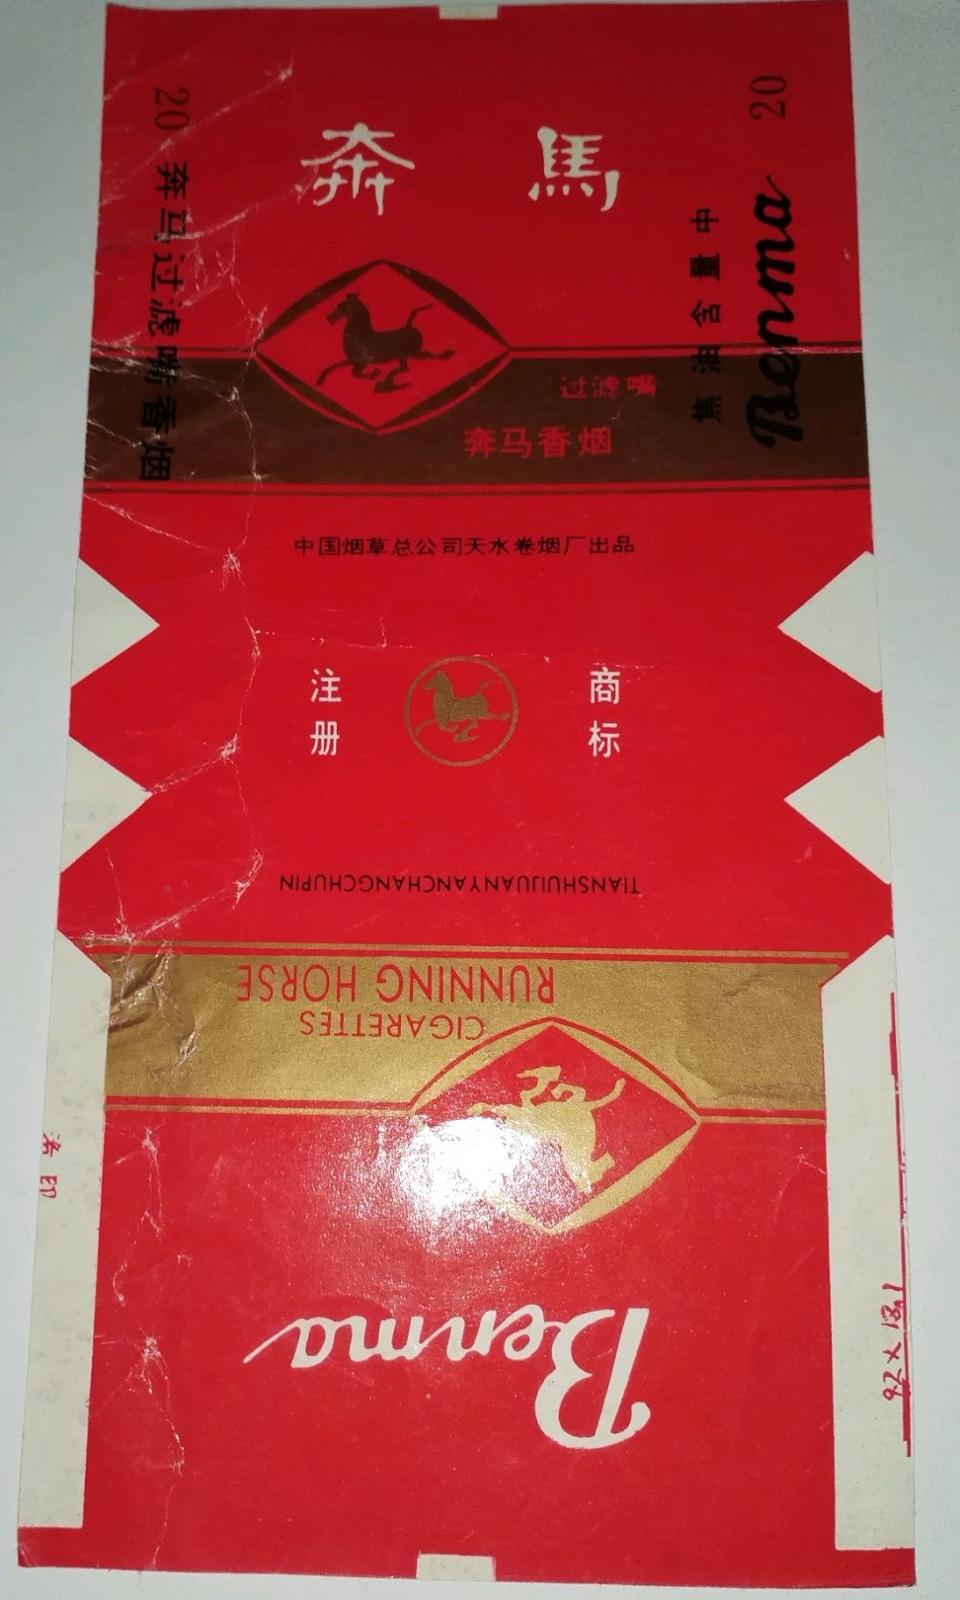 奔 馬
过滤嘴
奔马香烟
20 奔马过滤嘴香烟
焦油含量中
Benma 20
中国烟草总公司天水卷烟厂出品
注册 商标
TIANSHUIJUANYANCHANGCHUPIN
RUNNING HORSE
CIGARETTES
Benma